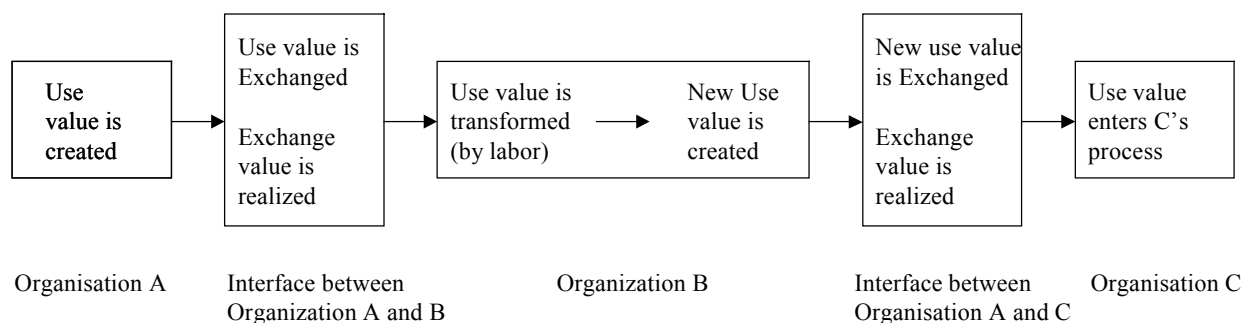 Use
value is
created
Use value is
Exchanged
Exchange
value is
realized
Use value is
transformed
(by labor)
New Use
value is
created
New use value
is Exchanged
Exchange
value is
realized
Use value
enters C’s
process
Organisation A
Interface between
Organization A and B
Organization B
Interface between
Organisation A and C
Organisation C